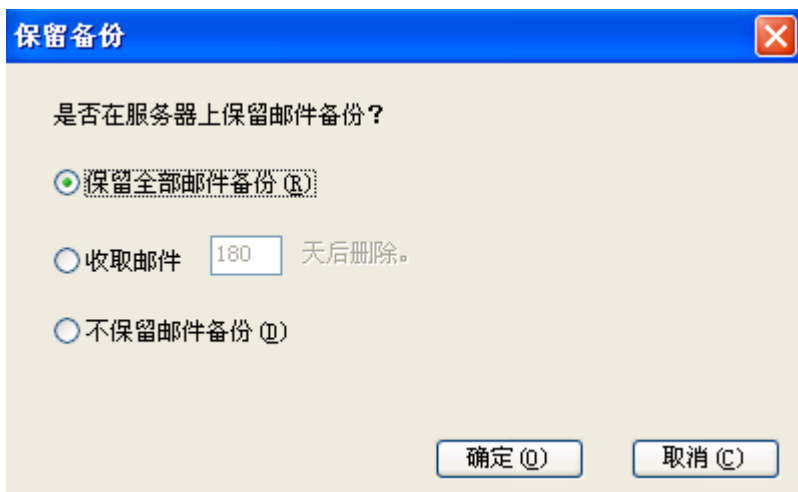 保留备份
是否在服务器上保留邮件备份？
保留全部邮件备份(R)
收取邮件 180 天后删除。
不保留邮件备份(D)
确定(O) 取消(C)